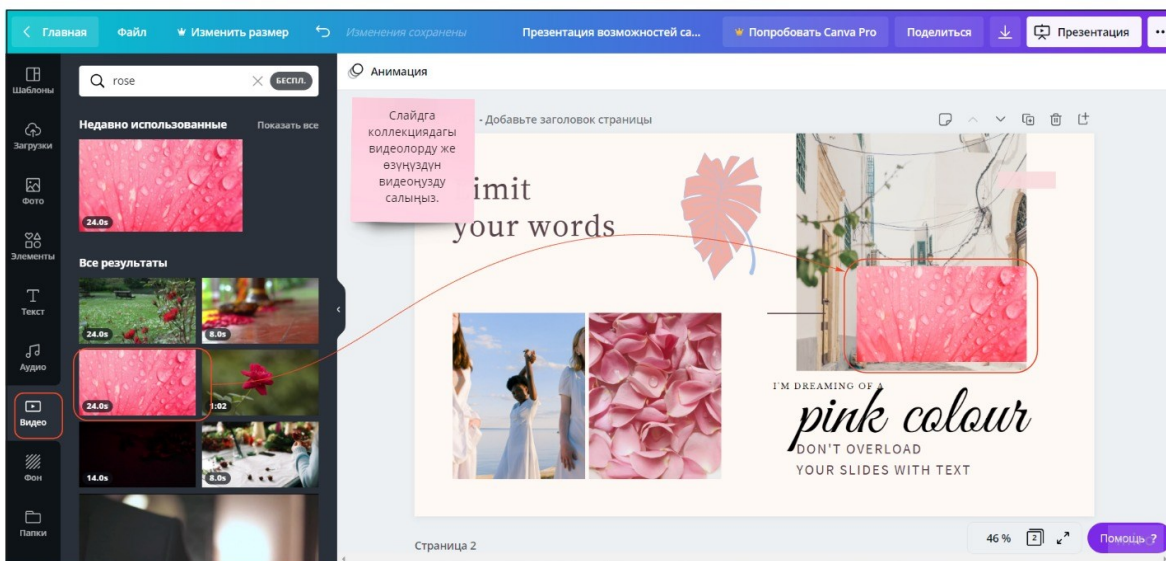 Главная
Файл
Изменить размер
Изменения сохранены
Презентация возможностей са...
Попробовать Canva Pro
Поделиться
Презентация
Шаблоны
Загрузки
Фото
Элементы
Текст
Аудио
Видео
Фон
Папки
rose
БЕСПЛ.
Недавно использованные
Показать все
24.0s
Все результаты
24.0s
8.0s
24.0s
1:02
14.0s
8.0s
Анимация
Слайдга
коллекциядагы
видеолорду же
өзүңүздүн
видеоңузду
салыңыз.
- Добавьте заголовок страницы
imit
your words
I'M DREAMING OF A
pink colour
DON'T OVERLOAD
YOUR SLIDES WITH TEXT
Страница 2
46 %
2
Помощь ?